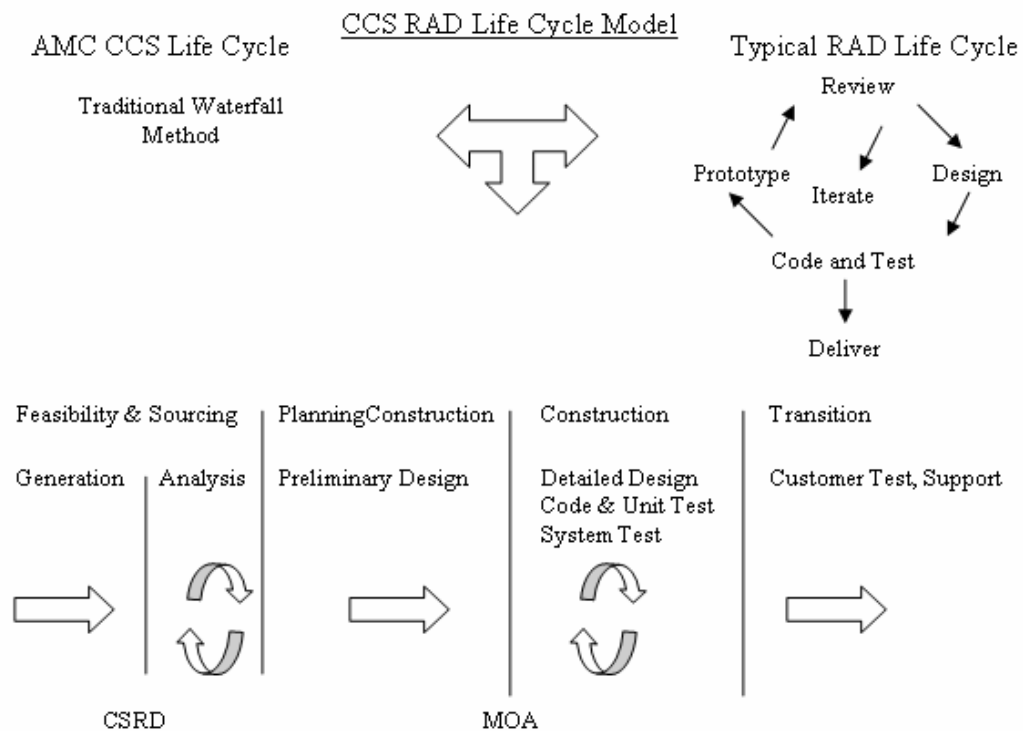 CCS RAD Life Cycle Model
AMC CCS Life Cycle
Typical RAD Life Cycle
Traditional Waterfall
Method
Review
Prototype
Iterate
Design
Code and Test
Deliver
Feasibility & Sourcing
PlanningConstruction
Construction
Transition
Generation
Analysis
Preliminary Design
Detailed Design
Code & Unit Test
System Test
Customer Test, Support
CSRD
MOA